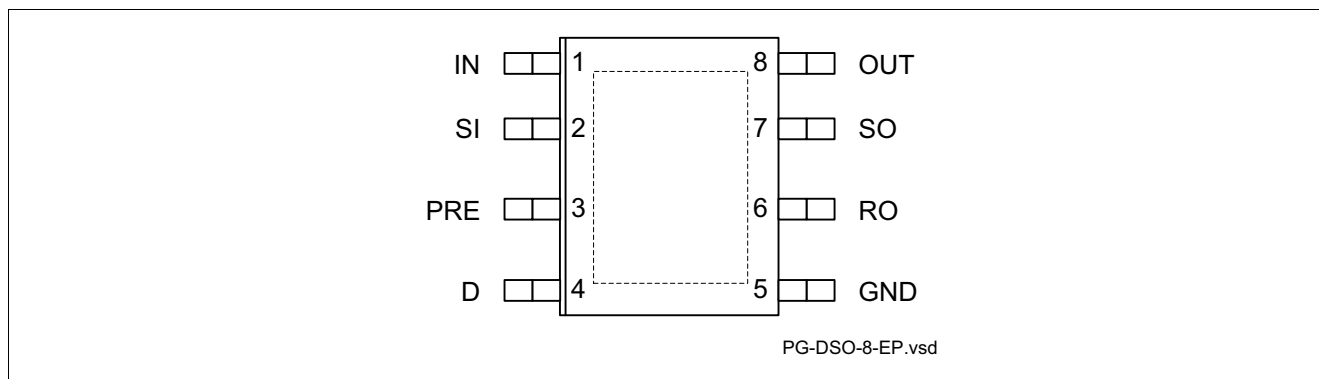 IN 1 8 OUT
SI 2 7 SO
PRE 3 6 RO
D 4 5 GND
PG-DSO-8-EP.vsd